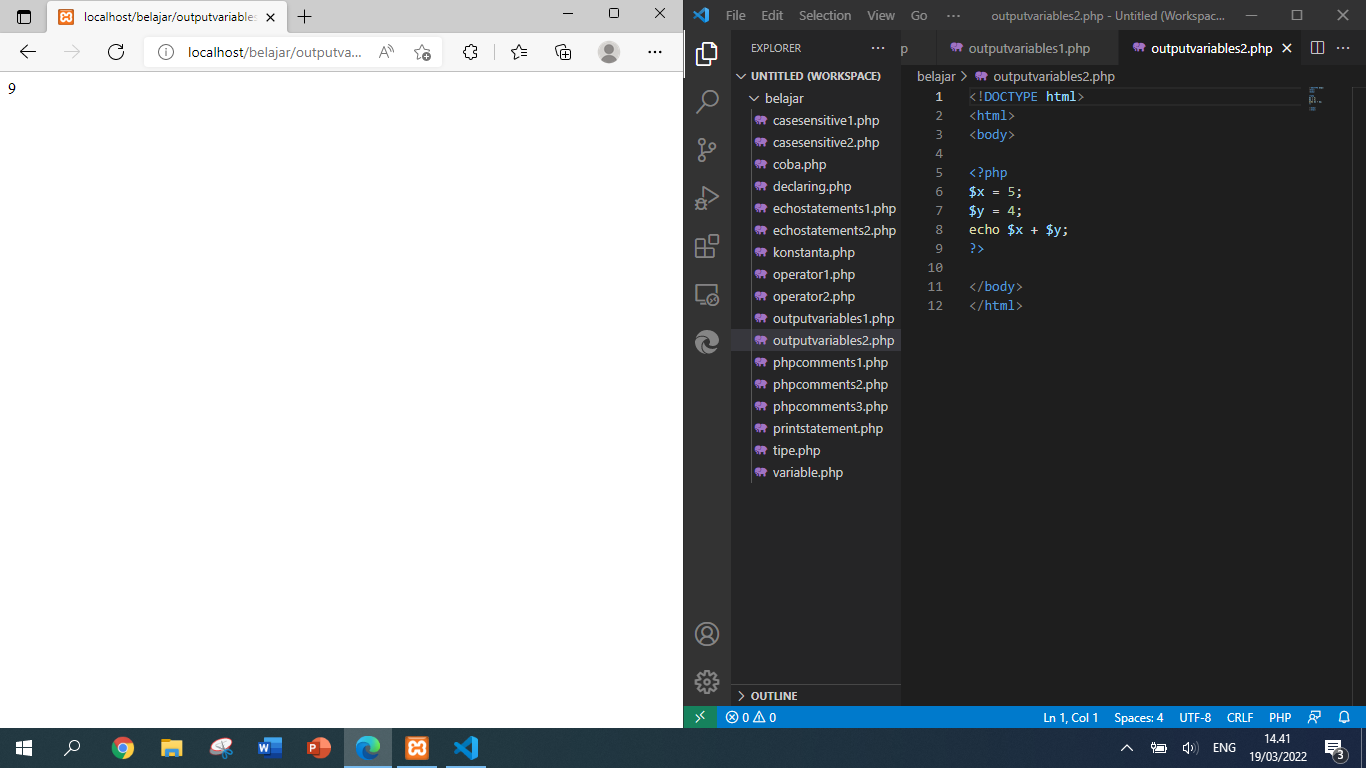 localhost/belajar/outputvariables
localhost/belajar/outputva...
9
File Edit Selection View Go ··· outputvariables2.php - Untitled (Workspac...
EXPLORER
UNTITLED (WORKSPACE)
belajar
casesensitive1.php
casesensitive2.php
coba.php
declaring.php
echostatements1.php
echostatements2.php
konstanta.php
operator1.php
operator2.php
outputvariables1.php
outputvariables2.php
phpcomments1.php
phpcomments2.php
phpcomments3.php
printstatement.php
tipe.php
variable.php
OUTLINE
p outputvariables1.php outputvariables2.php
belajar > outputvariables2.php
1 <!DOCTYPE html>
2 <html>
3 <body>
4
5 <?php
6 $x = 5;
7 $y = 4;
8 echo $x + $y;
9 ?>
10
11 </body>
12 </html>
0 0 Ln 1, Col 1 Spaces: 4 UTF-8 CRLF PHP
ENG
14.41
19/03/2022
3